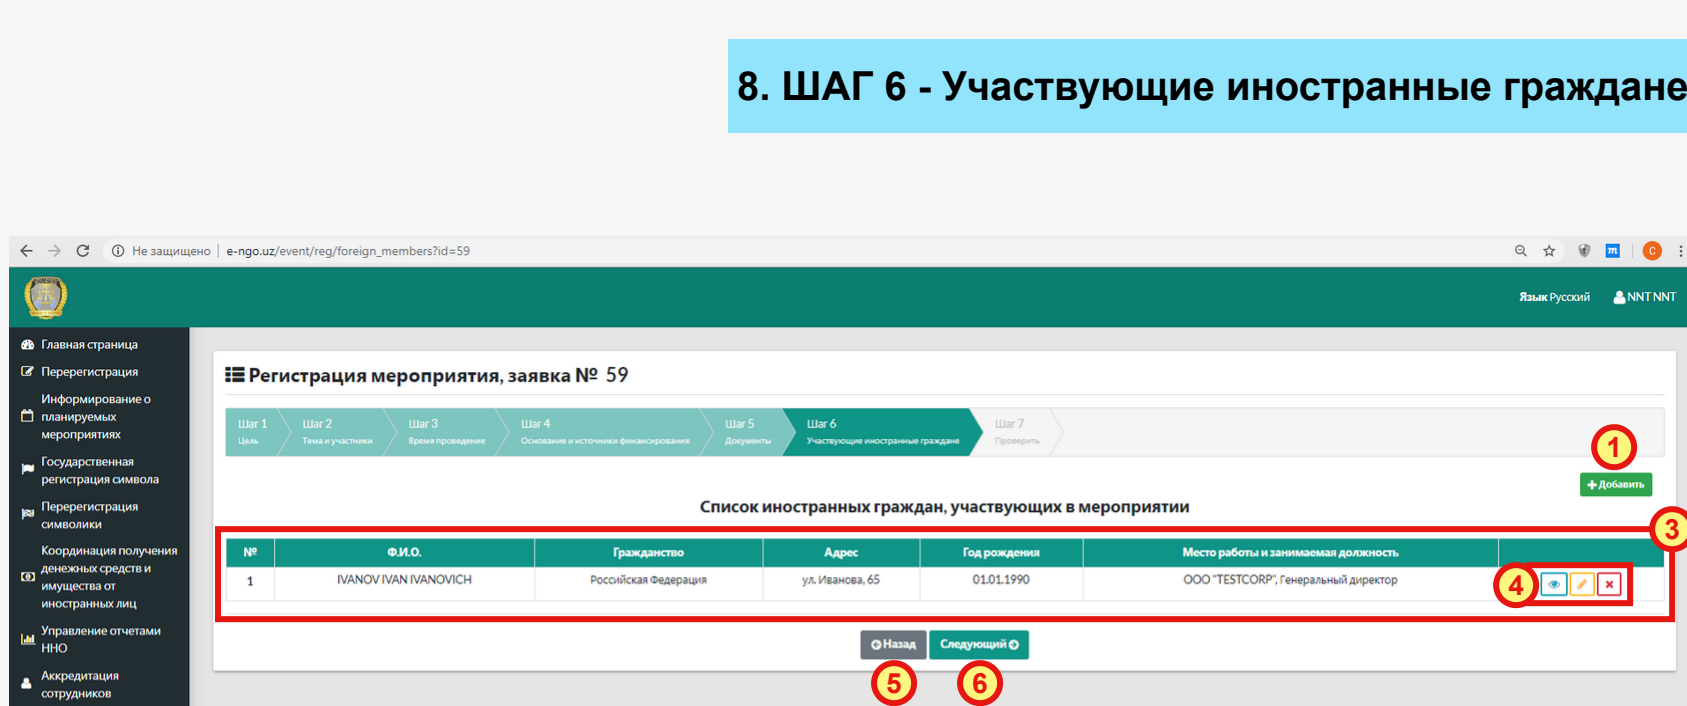 8. ШАГ 6 - Участвующие иностранные граждане
Не защищено | e-ngo.uz/event/reg/foreign_members?id=59
m
C
Язык Русский NNT NNT
Главная страница
Перерегистрация
Информирование о
планируемых
мероприятиях
Государственная
регистрация символа
Перерегистрация
символики
Координация получения
денежных средств и
имущества от
иностранных лиц
Управление отчетами
ННО
Аккредитация
сотрудников
Регистрация мероприятия, заявка № 59
Шаг 1
Цель
Шаг 2
Тема и участники
Шаг 3
Время проведение
Шаг 4
Основание и источники финансирования
Шаг 5
Документы
Шаг 6
Участвующие иностранные граждане
Шаг 7
Проверить
1
Добавить
Список иностранных граждан, участвующих в мероприятии
3
№ Ф.И.О. Гражданство Адрес Год рождения Место работы и занимаемая должность
1 IVANOV IVAN IVANOVICH Российская Федерация ул. Иванова, 65 01.01.1990 ООО "TESTCORP", Генеральный директор
4
Назад Следующий
5 6